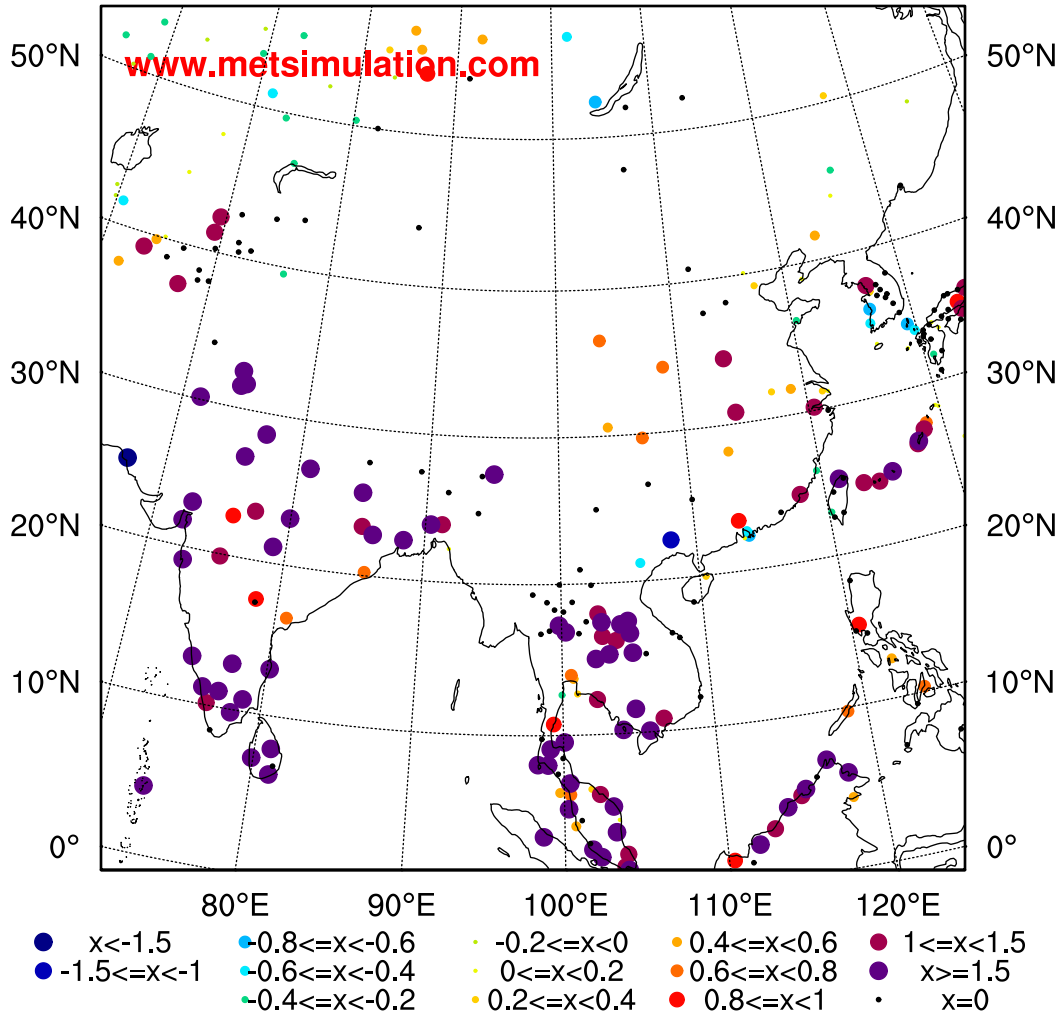 www.metsimulation.com
50°N 50°N
40°N 40°N
30°N 30°N
20°N 20°N
10°N 10°N
0° 0°
80°E 90°E 100°E 110°E 120°E
x<-1.5 -0.8<=x<-0.6 -0.2<=x<0 0.4<=x<0.6 1<=x<1.5
-1.5<=x<-1 -0.6<=x<-0.4 0<=x<0.2 0.6<=x<0.8 x>=1.5
-0.4<=x<-0.2 0.2<=x<0.4 0.8<=x<1 x=0